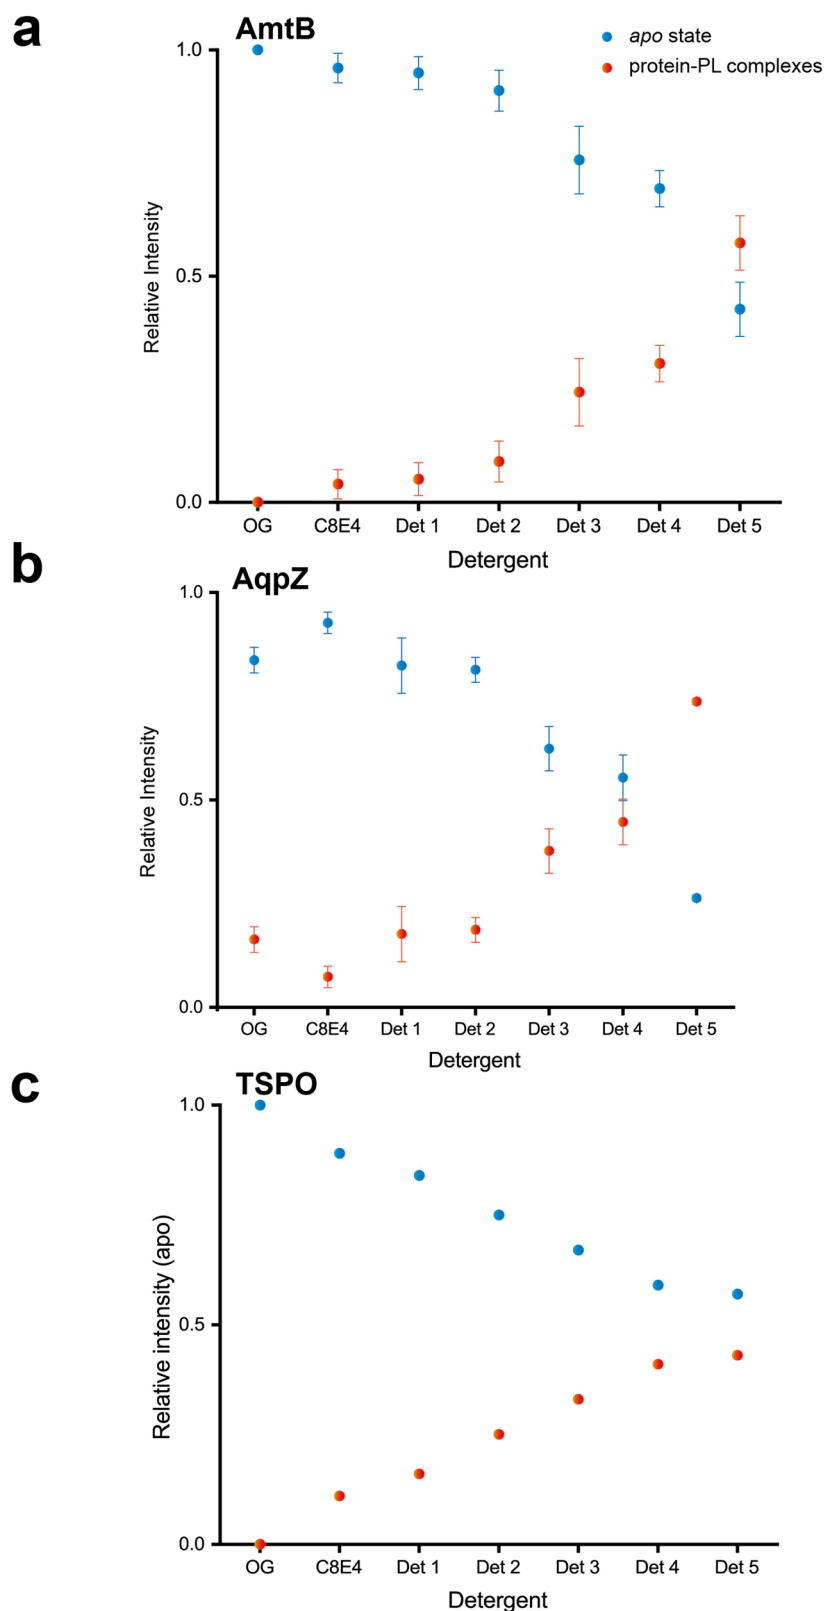 a
AmtB
apo state
protein-PL complexes
1.0
0.5
0.0
Relative Intensity
OG C8E4 Det 1 Det 2 Det 3 Det 4 Det 5
Detergent
b
AqpZ
1.0
0.5
0.0
Relative Intensity
OG C8E4 Det 1 Det 2 Det 3 Det 4 Det 5
Detergent
c
TSPO
1.0
0.5
0.0
Relative intensity (apo)
OG C8E4 Det 1 Det 2 Det 3 Det 4 Det 5
Detergent